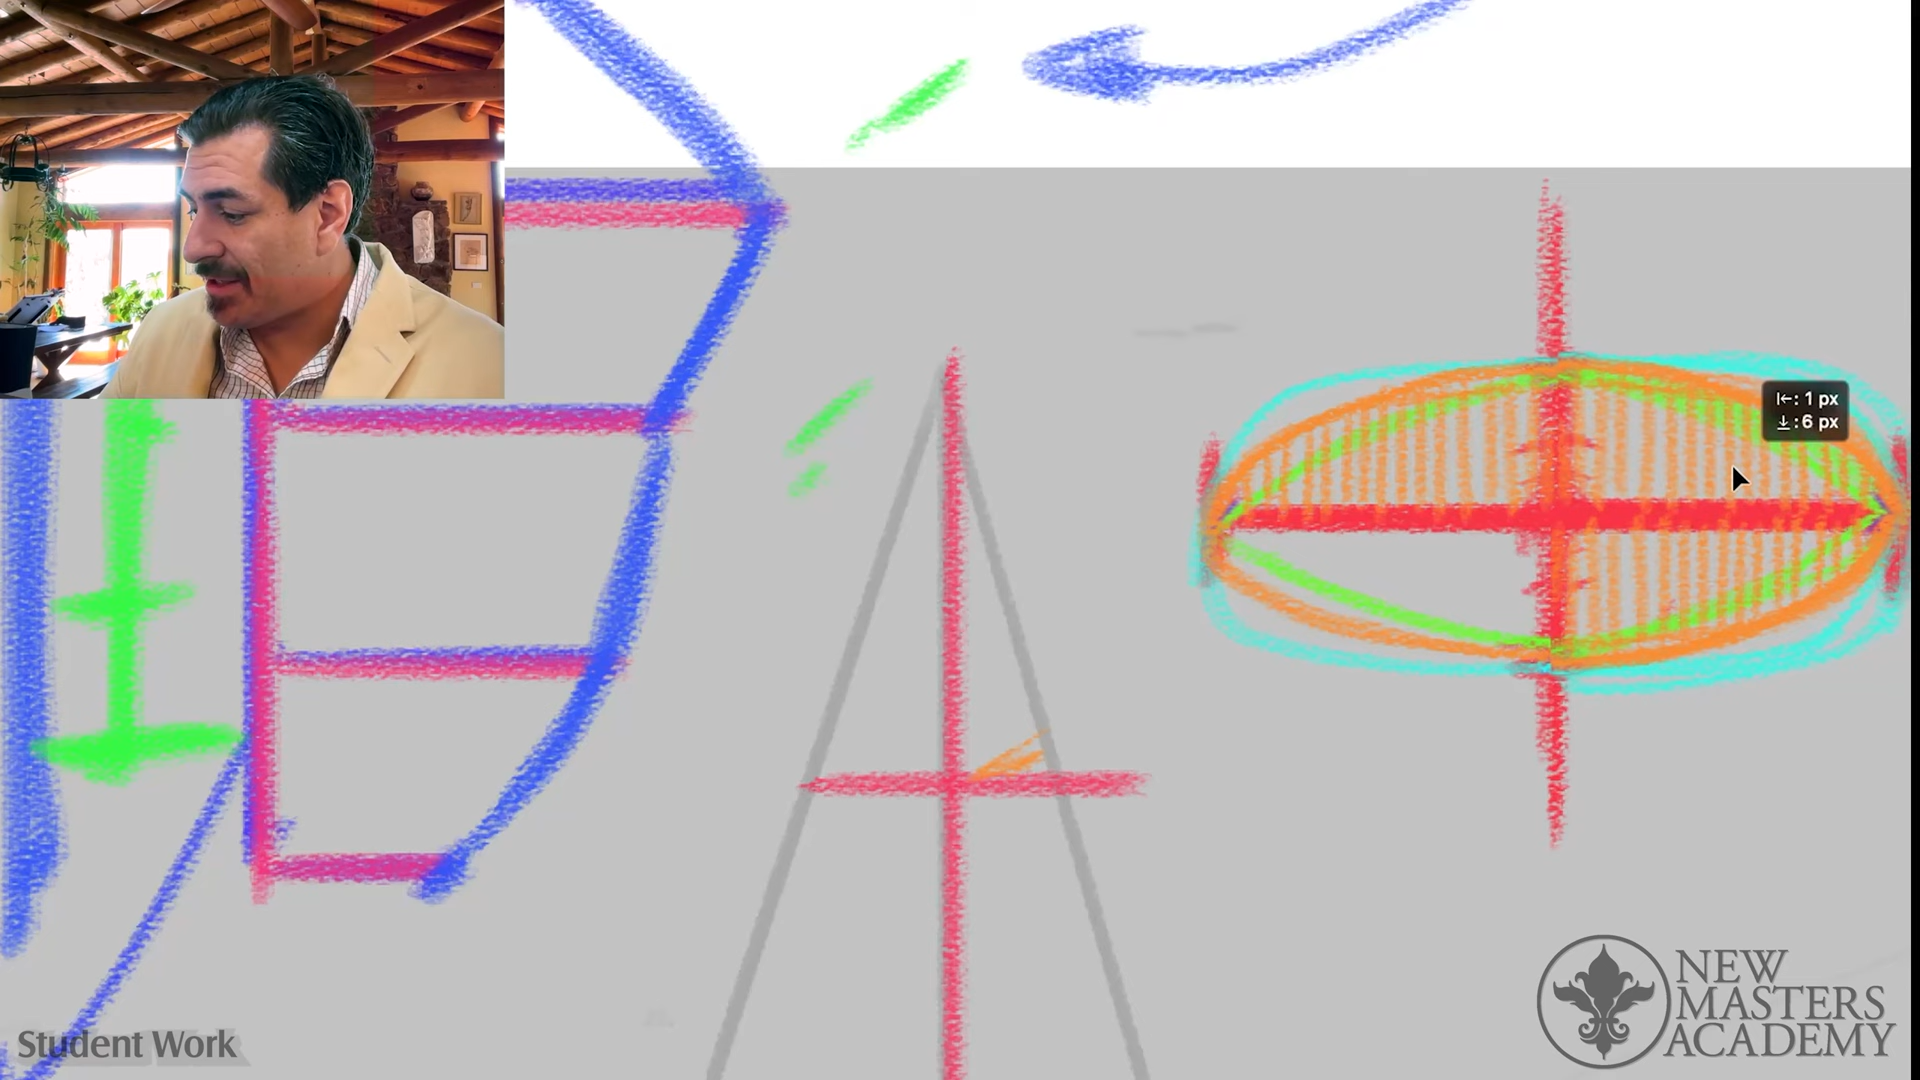 : 1 px
: 6 px
Student Work
NEW
MASTERS
ACADEMY